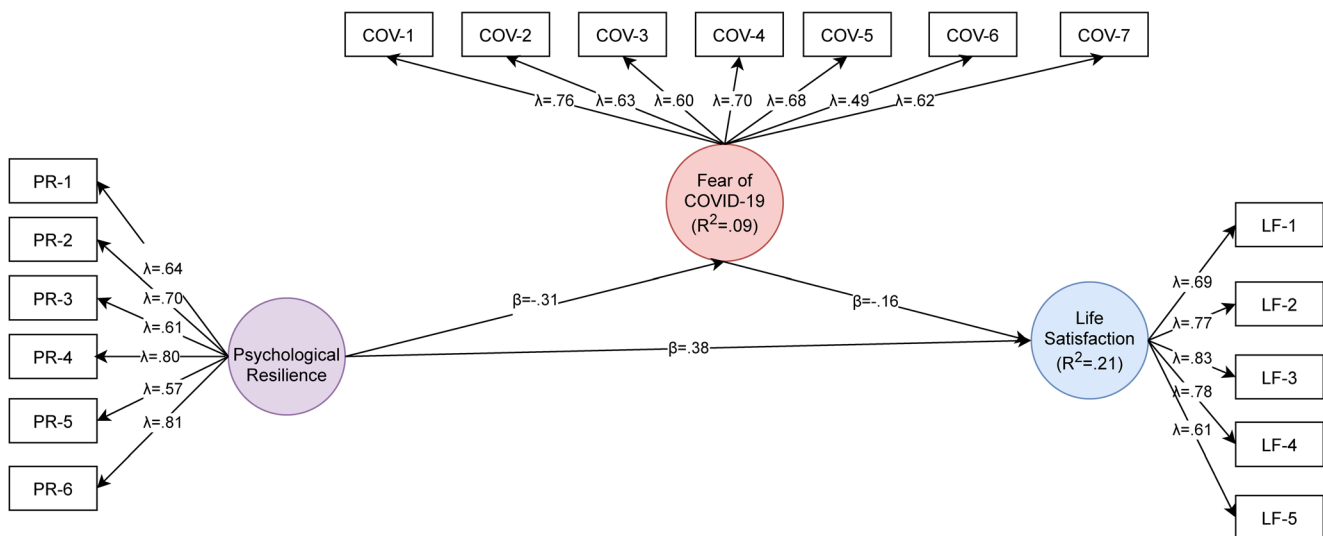 COV-1
COV-2
COV-3
COV-4
COV-5
COV-6
COV-7
λ=.76
λ=.63
λ=.60
λ=.70
λ=.68
λ=.49
λ=.62
PR-1
PR-2
PR-3
PR-4
PR-5
PR-6
λ=.64
λ=.70
λ=.61
λ=.80
λ=.57
λ=.81
Psychological
Resilience
Fear of
COVID-19
(R²=.09)
β=-.31
β=-.16
β=.38
Life
Satisfaction
(R²=.21)
λ=.69
λ=.77
λ=.83
λ=.78
λ=.61
LF-1
LF-2
LF-3
LF-4
LF-5